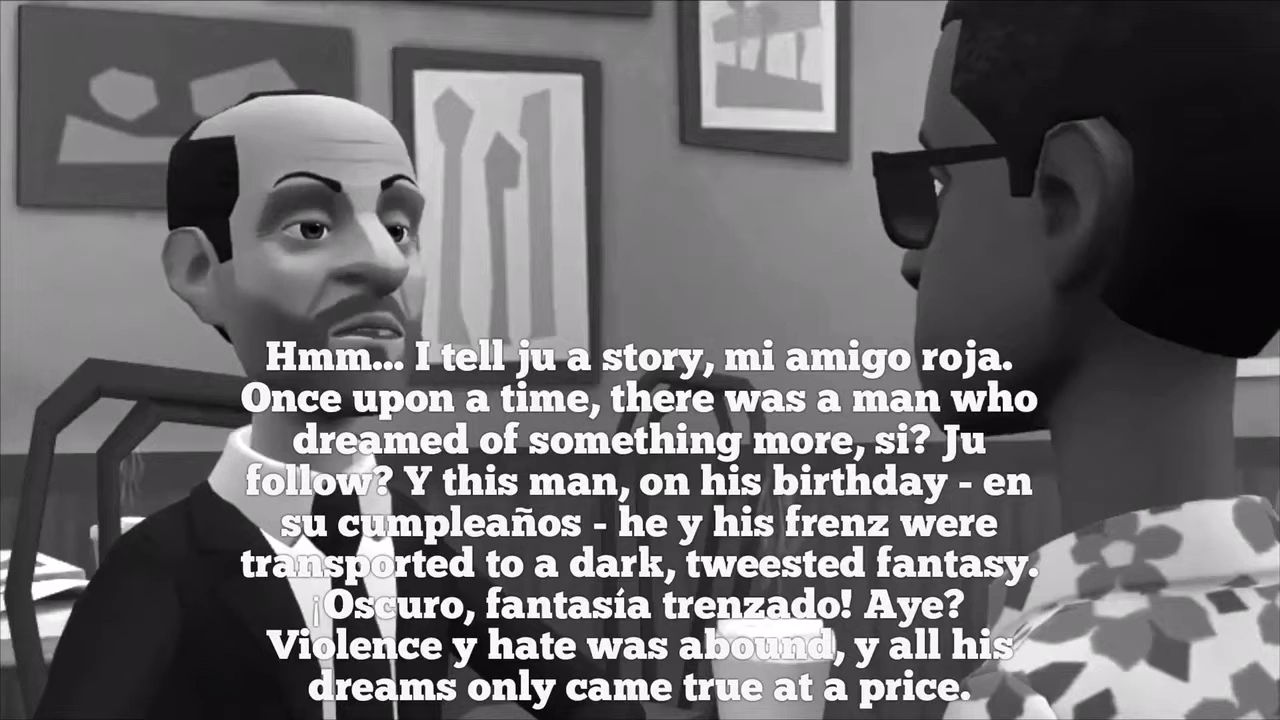 Hmm... I tell ju a story, mi amigo roja.
Once upon a time, there was a man who
dreamed of something more, si? Ju
follow? Y this man, on his birthday - en
su cumpleaños - he y his frenz were
transported to a dark, tweested fantasy.
¡Oscuro, fantasía trenzado! Aye?
Violence y hate was abound, y all his
dreams only came true at a price.